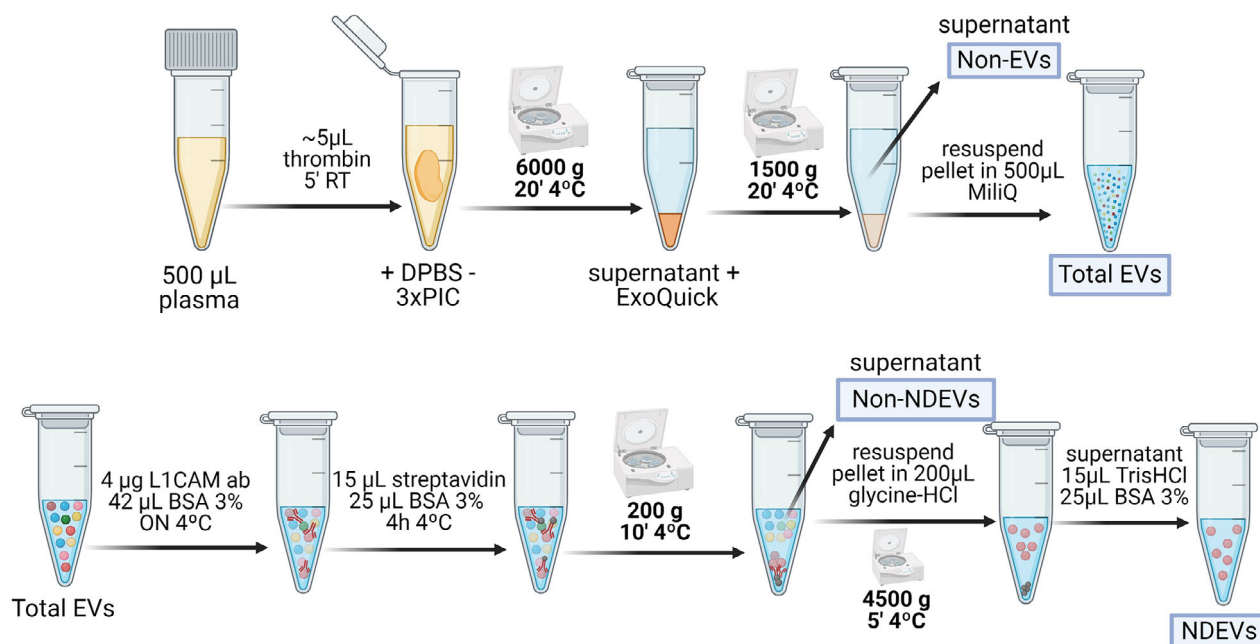 supernatant
Non-EVs
~5µL
thrombin
5' RT
6000 g
20' 4ºC
1500 g
20' 4ºC
resuspend
pellet in 500µL
MiliQ
500 µL
plasma
+ DPBS -
3xPIC
supernatant +
ExoQuick
Total EVs
supernatant
Non-NDEVs
4 µg L1CAM ab
42 µL BSA 3%
ON 4ºC
15 µL streptavidin
25 µL BSA 3%
4h 4ºC
200 g
10' 4ºC
resuspend
pellet in 200µL
glycine-HCl
4500 g
5' 4ºC
supernatant
15µL TrisHCl
25µL BSA 3%
Total EVs
NDEVs